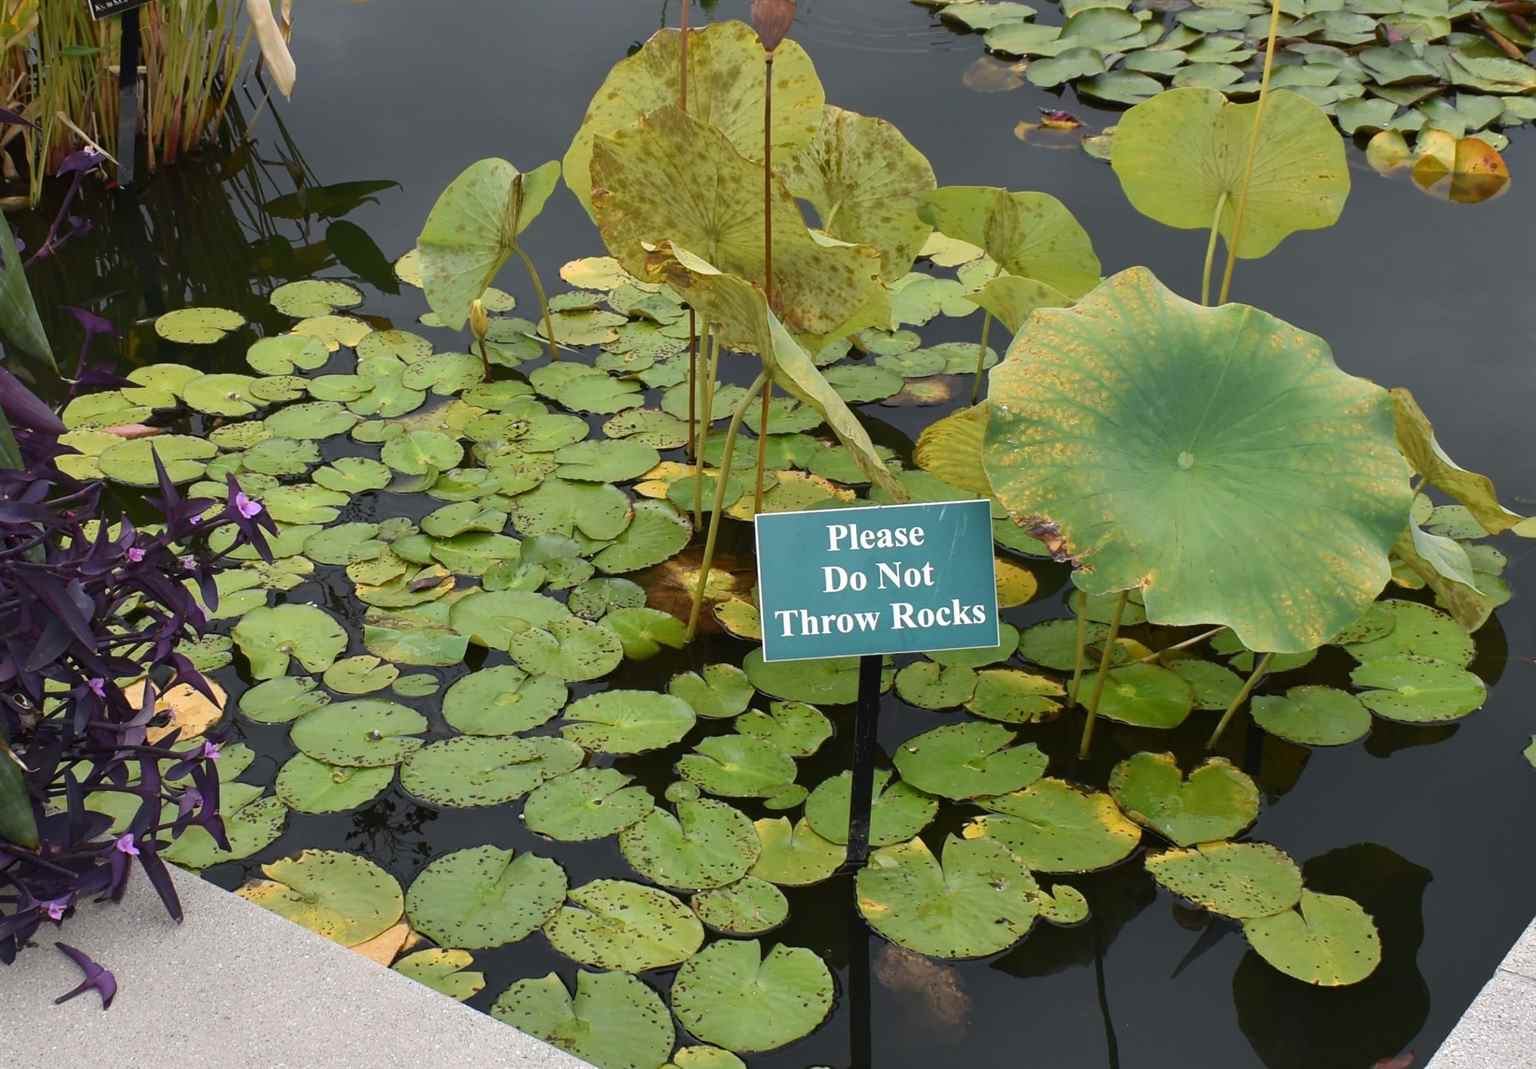 Please
Do Not
Throw Rocks